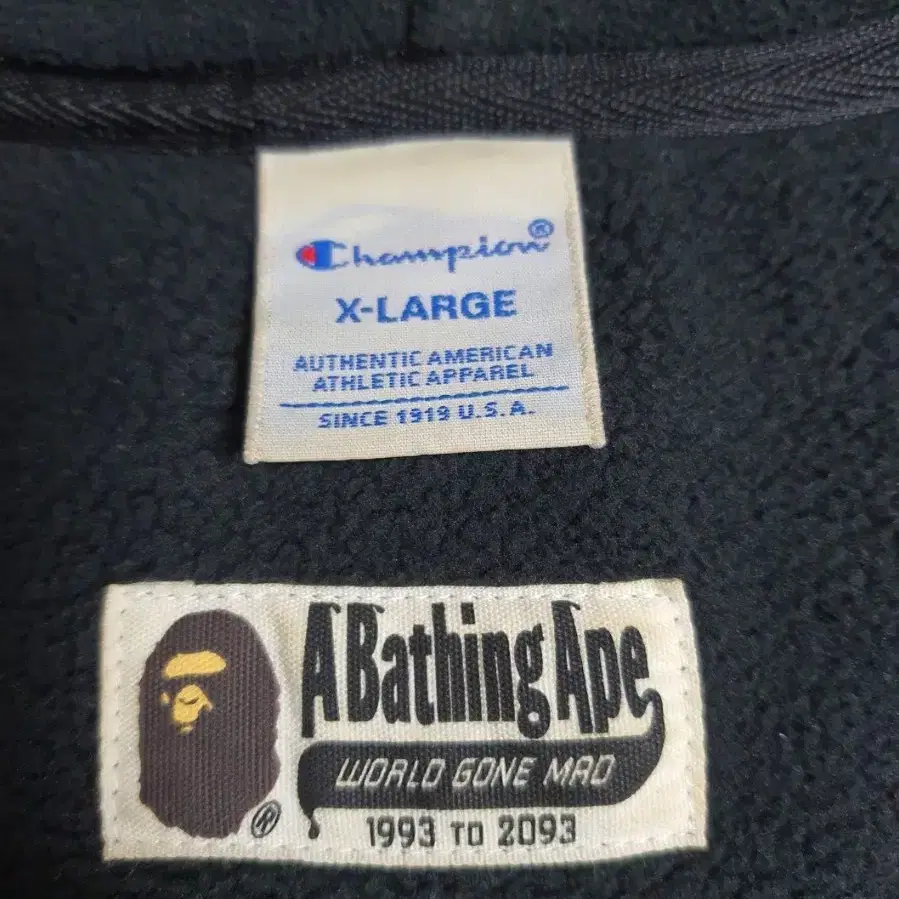 Champion®
X-LARGE
AUTHENTIC AMERICAN
ATHLETIC APPAREL
SINCE 1919 U.S.A.
A Bathing Ape
WORLD GONE MAD
®
1993 TO 2093